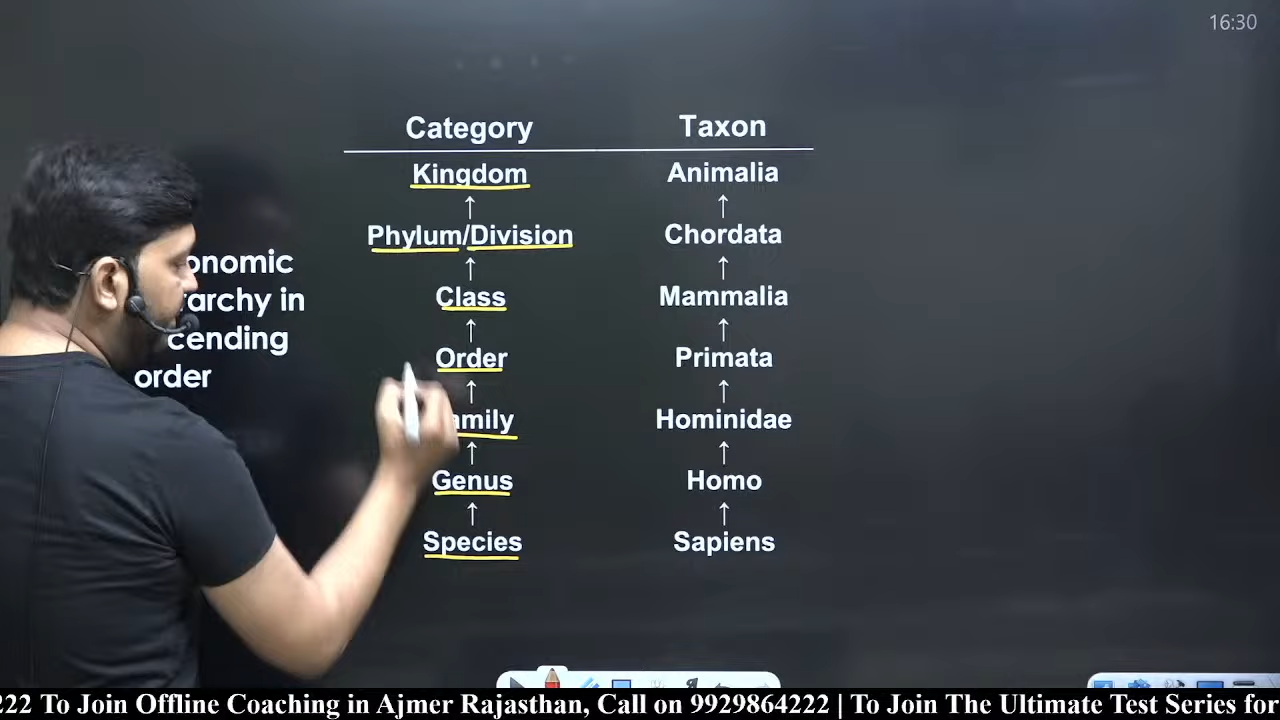 16:30
Category Taxon
Kingdom Animalia
↑ ↑
Phylum/Division Chordata
↑ ↑
Class Mammalia
↑ ↑
Order Primata
↑ ↑
amily Hominidae
↑ ↑
Genus Homo
↑ ↑
Species Sapiens
onomic
archy in
cending
order
222 To Join Offline Coaching in Ajmer Rajasthan, Call on 9929864222 | To Join The Ultimate Test Series for